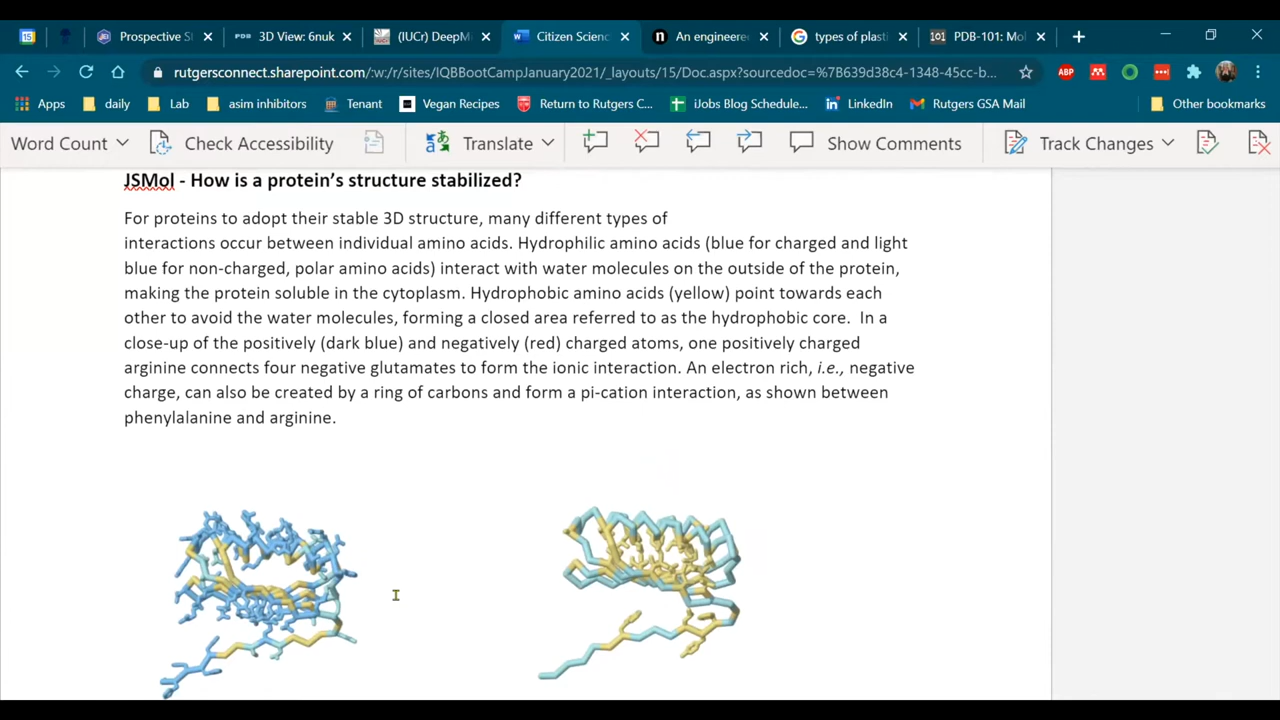 15
Prospective S
PDB 3D View: 6nuk
(IUCr) DeepMi
Citizen Scienc
n An engineere
types of plasti
101 PDB-101: Mol
rutgersconnect.sharepoint.com/:w:/r/sites/IQBBootCampJanuary2021/_layouts/15/Doc.aspx?sourcedoc=%7B639d38c4-1348-45cc-b...
ABP
Apps daily Lab asim inhibitors Tenant Vegan Recipes Return to Rutgers C... iJobs Blog Schedule... LinkedIn Rutgers GSA Mail Other bookmarks
Word Count Check Accessibility Translate Show Comments Track Changes
JSMol - How is a protein's structure stabilized?
For proteins to adopt their stable 3D structure, many different types of
interactions occur between individual amino acids. Hydrophilic amino acids (blue for charged and light
blue for non-charged, polar amino acids) interact with water molecules on the outside of the protein,
making the protein soluble in the cytoplasm. Hydrophobic amino acids (yellow) point towards each
other to avoid the water molecules, forming a closed area referred to as the hydrophobic core. In a
close-up of the positively (dark blue) and negatively (red) charged atoms, one positively charged
arginine connects four negative glutamates to form the ionic interaction. An electron rich, i.e., negative
charge, can also be created by a ring of carbons and form a pi-cation interaction, as shown between
phenylalanine and arginine.